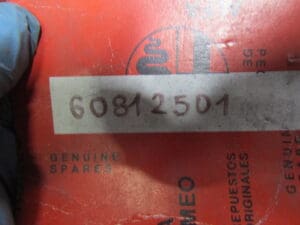 60812501
GENUINE
SPARES
REPUESTOS
ORIGINALES
MEO